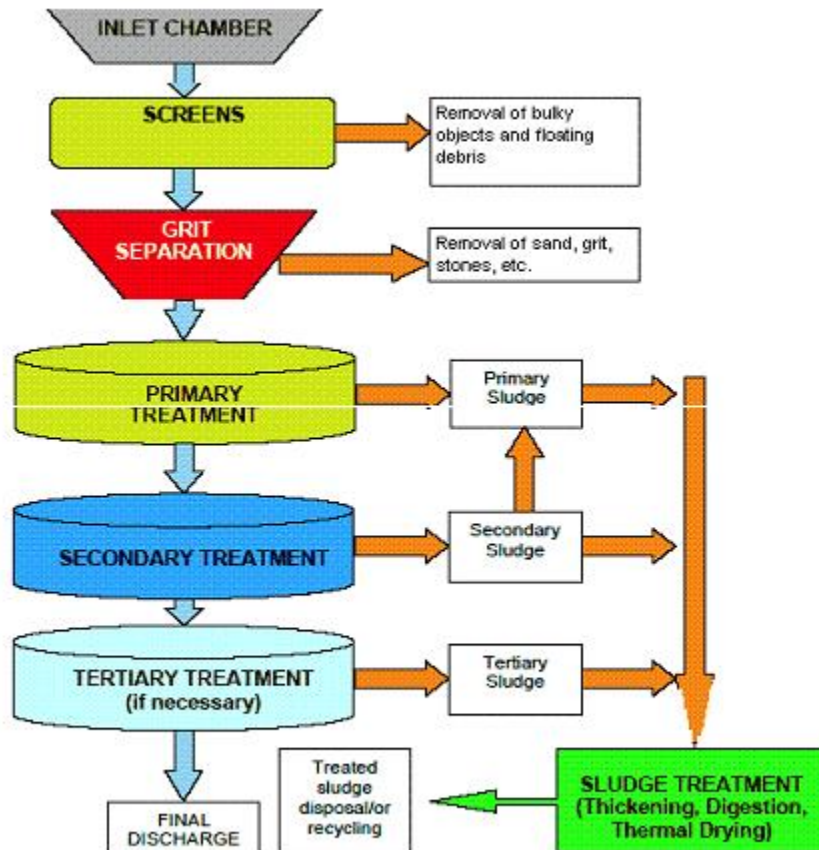 INLET CHAMBER
SCREENS
Removal of bulky
objects and floating
debris
GRIT
SEPARATION
Removal of sand, grit,
stones, etc.
PRIMARY
TREATMENT
Primary
Sludge
SECONDARY TREATMENT
Secondary
Sludge
TERTIARY TREATMENT
(if necessary)
Tertiary
Sludge
FINAL
DISCHARGE
Treated
sludge
disposal/or
recycling
SLUDGE TREATMENT
(Thickening, Digestion,
Thermal Drying)